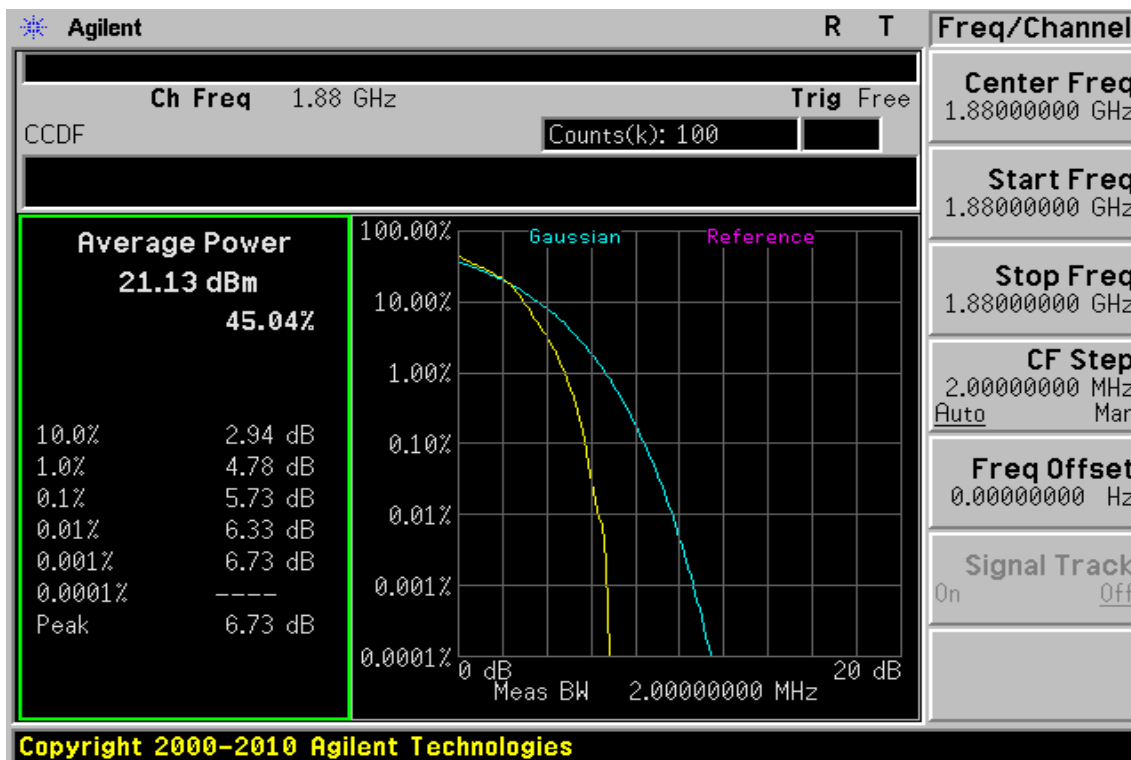 Agilent R T
Ch Freq 1.88 GHz Trig Free
CCDF Counts(k): 100
Average Power
21.13 dBm
45.04%
10.0% 2.94 dB
1.0% 4.78 dB
0.1% 5.73 dB
0.01% 6.33 dB
0.001% 6.73 dB
0.0001% ----
Peak 6.73 dB
Gaussian Reference
100.00%
10.00%
1.00%
0.10%
0.01%
0.001%
0.0001%
0 dB 20 dB
Meas BW 2.00000000 MHz
Freq/Channel
Center Freq
1.88000000 GHz
Start Freq
1.88000000 GHz
Stop Freq
1.88000000 GHz
CF Step
2.00000000 MHz
Auto Man
Freq Offset
0.00000000 Hz
Signal Track
On Off
Copyright 2000-2010 Agilent Technologies